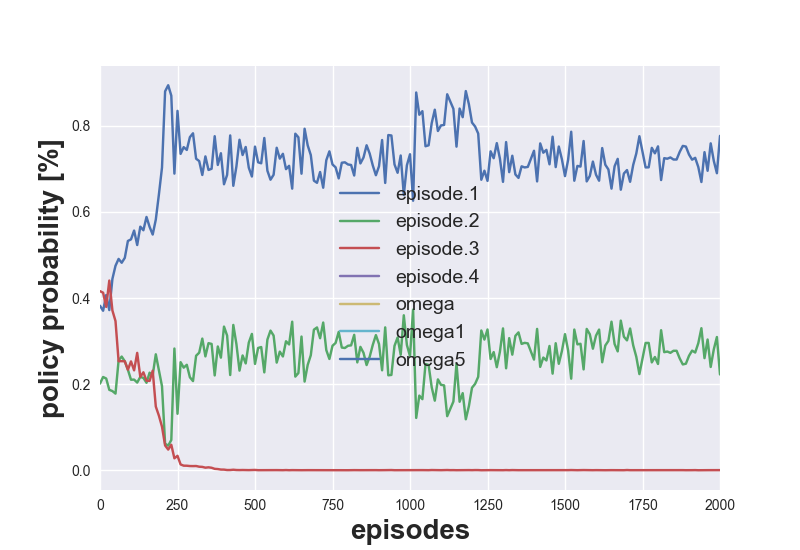 policy probability [%]
0.8
0.6
0.4
0.2
0.0
episode.1
episode.2
episode.3
episode.4
omega
omega1
omega5
0 250 500 750 1000 1250 1500 1750 2000
episodes